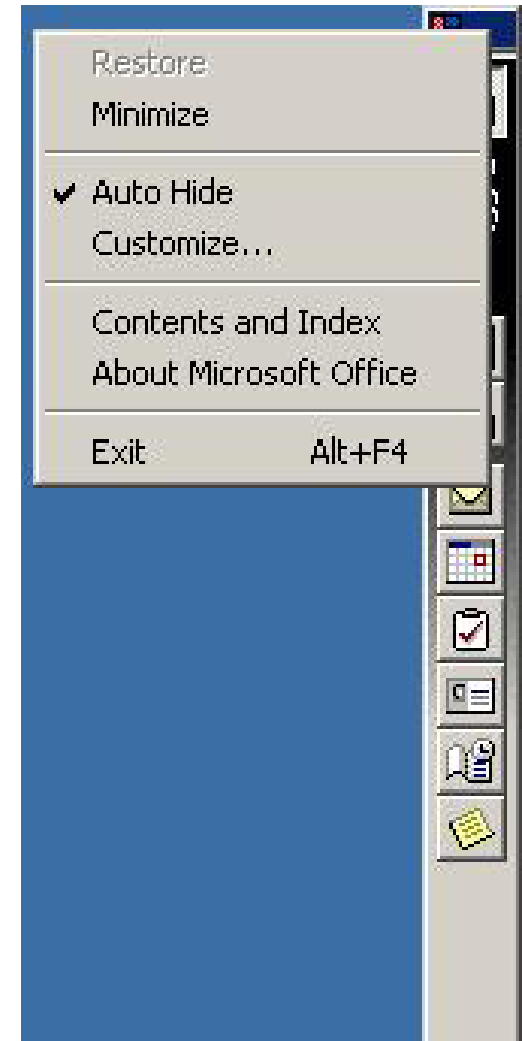 Restore
Minimize
Auto Hide
Customize...
Contents and Index
About Microsoft Office
Exit Alt+F4